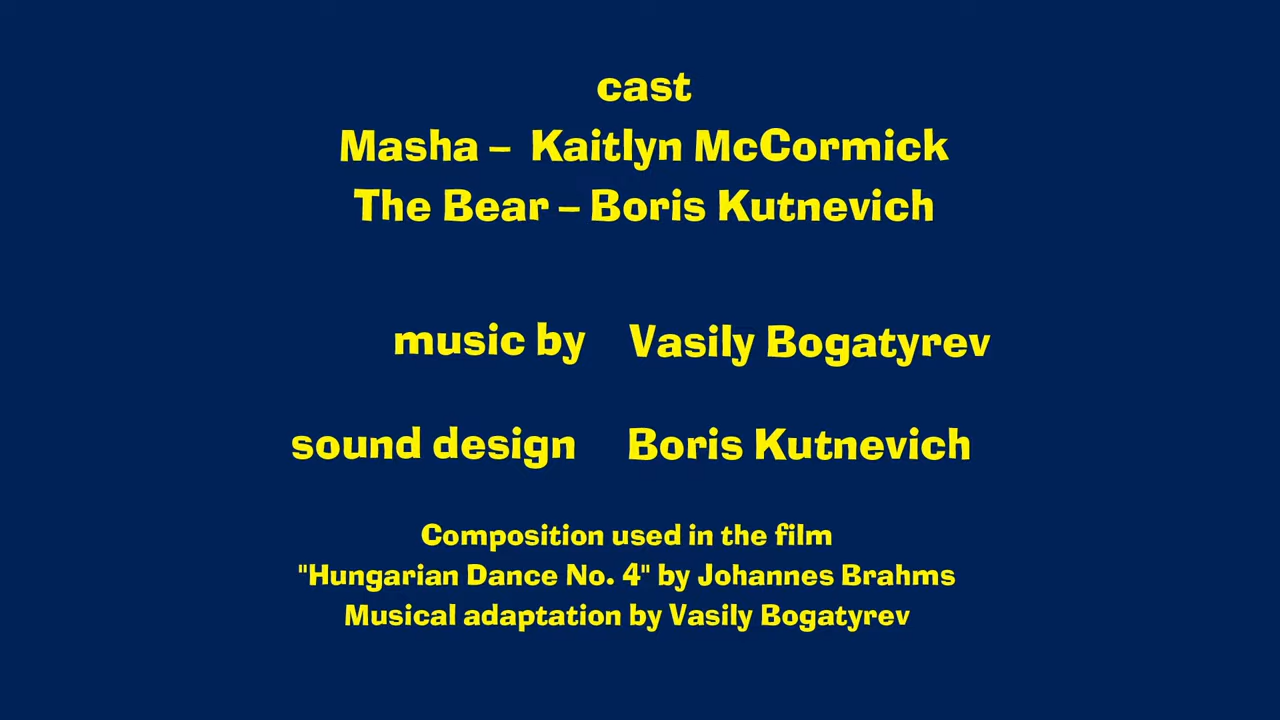 cast
Masha – Kaitlyn McCormick
The Bear – Boris Kutnevich
music by Vasily Bogatyrev
sound design Boris Kutnevich
Composition used in the film
"Hungarian Dance No. 4" by Johannes Brahms
Musical adaptation by Vasily Bogatyrev